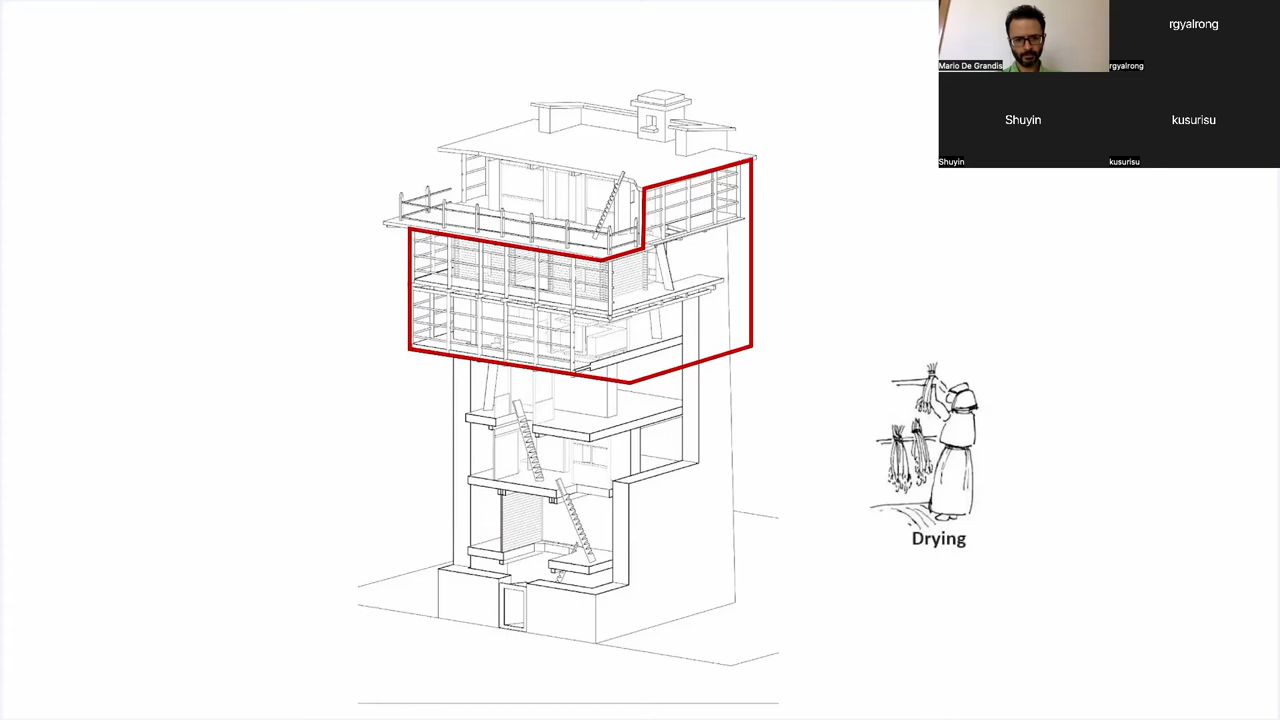 Mario De Grandis
rgyalrong
rgyalrong
Shuyin
kusurisu
Shuyin
kusurisu
Drying